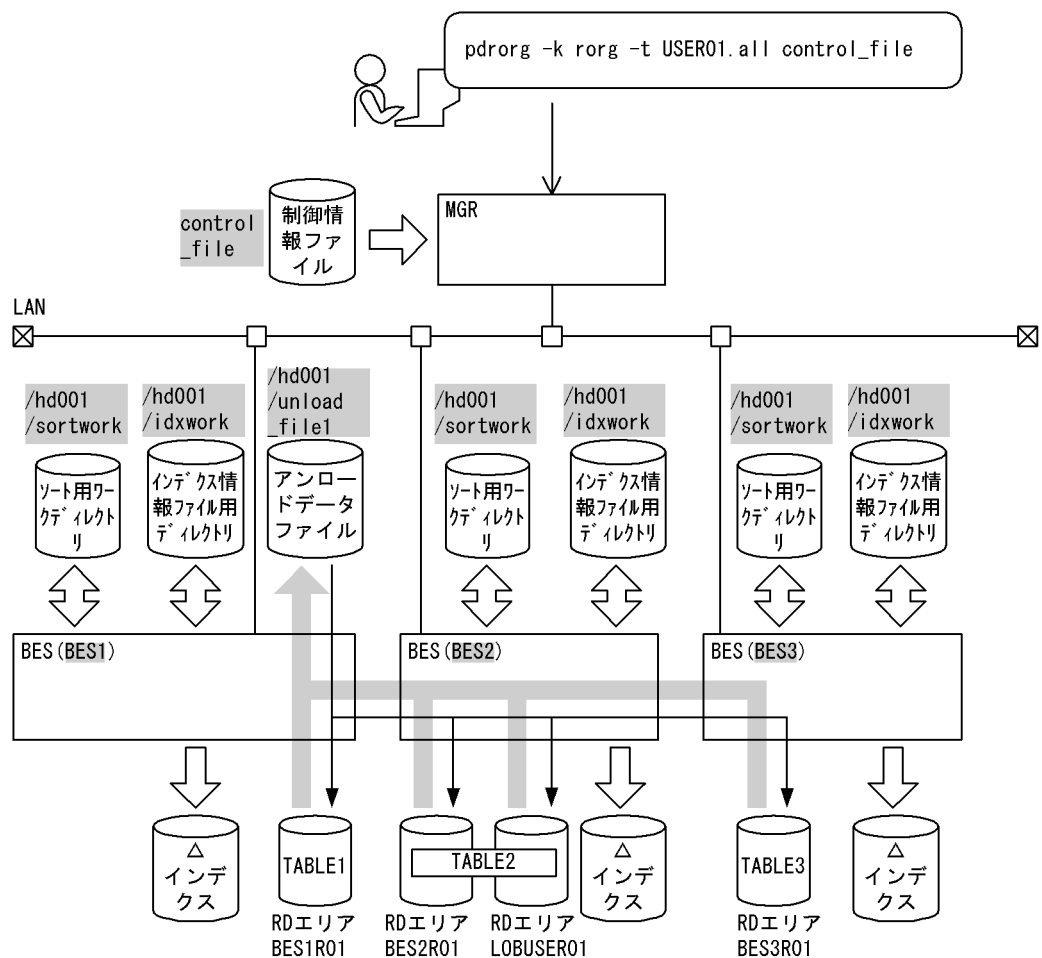 pdrorg -k rorg -t USER01.all control_file
MGR
control
_file
制御情
報ファ
イル
LAN
/hd001
/sortwork
/hd001
/idxwork
/hd001
/unload
_file1
/hd001
/sortwork
/hd001
/idxwork
/hd001
/sortwork
/hd001
/idxwork
ｿｰﾄ用ﾜｰ
ｸﾃﾞｨﾚｸﾄ
ﾘ
ｲﾝﾃﾞｸｽ情
報ﾌｧｲﾙ用
ﾃﾞｨﾚｸﾄﾘ
アンロー
ドデータ
ファイル
ｿｰﾄ用ﾜｰ
ｸﾃﾞｨﾚｸﾄ
ﾘ
ｲﾝﾃﾞｸｽ情
報ﾌｧｲﾙ用
ﾃﾞｨﾚｸﾄﾘ
ｿｰﾄ用ﾜｰ
ｸﾃﾞｨﾚｸﾄ
ﾘ
ｲﾝﾃﾞｸｽ情
報ﾌｧｲﾙ用
ﾃﾞｨﾚｸﾄﾘ
BES(BES1)
BES(BES2)
BES(BES3)
インデ
クス
TABLE1
TABLE2
インデ
クス
TABLE3
インデ
クス
RDエリア
BES1R01
RDエリア
BES2R01
RDエリア
LOBUSER01
RDエリア
BES3R01